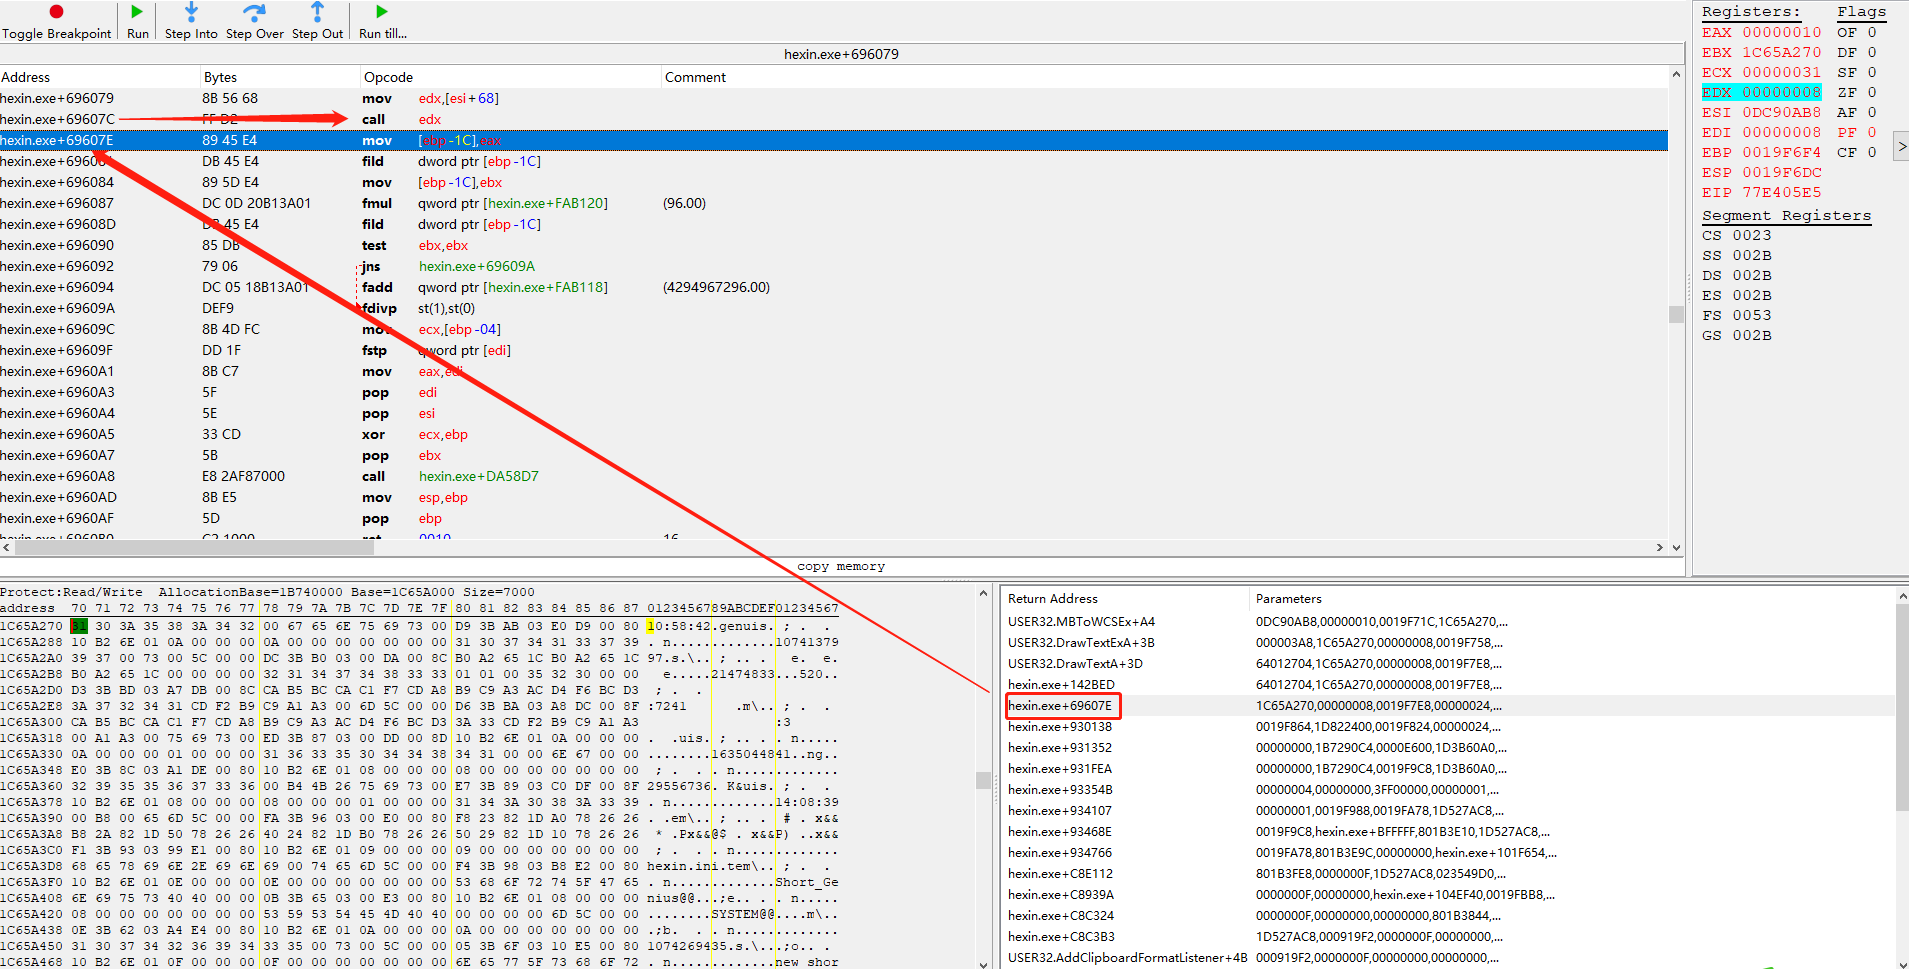 Toggle Breakpoint Run Step Into Step Over Step Out Run till...
hexin.exe+696079
Address Bytes Opcode Comment
hexin.exe+696079 8B 56 68 mov edx,[esi+68]
hexin.exe+69607C FF D2 call edx
hexin.exe+69607E 89 45 E4 mov [ebp-1C],eax
hexin.exe+696081 DB 45 E4 fild dword ptr [ebp-1C]
hexin.exe+696084 89 5D E4 mov [ebp-1C],ebx
hexin.exe+696087 DC 0D 20B13A01 fmul qword ptr [hexin.exe+FAB120] (96.00)
hexin.exe+69608D DB 45 E4 fild dword ptr [ebp-1C]
hexin.exe+696090 85 DB test ebx,ebx
hexin.exe+696092 79 06 jns hexin.exe+69609A
hexin.exe+696094 DC 05 18B13A01 fadd qword ptr [hexin.exe+FAB118] (4294967296.00)
hexin.exe+69609A DEF9 fdivp st(1),st(0)
hexin.exe+69609C 8B 4D FC mov ecx,[ebp-04]
hexin.exe+69609F DD 1F fstp qword ptr [edi]
hexin.exe+6960A1 8B C7 mov eax,edi
hexin.exe+6960A3 5F pop edi
hexin.exe+6960A4 5E pop esi
hexin.exe+6960A5 33 CD xor ecx,ebp
hexin.exe+6960A7 5B pop ebx
hexin.exe+6960A8 E8 2AF87000 call hexin.exe+DA58D7
hexin.exe+6960AD 8B E5 mov esp,ebp
hexin.exe+6960AF 5D pop ebp
hexin.exe+6960B0 C2 1000 ret 0010 16
copy memory
Registers: Flags
EAX 00000010 OF 0
EBX 1C65A270 DF 0
ECX 00000031 SF 0
EDX 00000008 ZF 0
ESI 0DC90AB8 AF 0
EDI 00000008 PF 0
EBP 0019F6F4 CF 0
ESP 0019F6DC
EIP 77E405E5
Segment Registers
CS 0023
SS 002B
DS 002B
ES 002B
FS 0053
GS 002B
Protect:Read/Write AllocationBase=1B740000 Base=1C65A000 Size=7000
address 70 71 72 73 74 75 76 77 78 79 7A 7B 7C 7D 7E 7F 80 81 82 83 84 85 86 87 0123456789ABCDEF01234567
1C65A270 31 30 3A 35 38 3A 34 32 00 67 65 6E 75 69 73 00 D9 3B AB 03 E0 D9 00 80 10:58:42.genuis. ; . .
1C65A288 10 B2 6E 01 0A 00 00 00 0A 00 00 00 00 00 00 00 31 30 37 34 31 33 37 39 . n.............10741379
1C65A2A0 39 37 00 73 00 5C 00 00 DC 3B B0 03 00 DA 00 8C B0 A2 65 1C B0 A2 65 1C 97.s.\.. ; .. . e. e.
1C65A2B8 B0 A2 65 1C 00 00 00 00 32 31 34 37 34 38 33 33 01 01 00 35 32 30 00 00 e.....21474833...520..
1C65A2D0 D3 3B BD 03 A7 DB 00 8C CA B5 BC CA C1 F7 CD A8 B9 C9 A3 AC D4 F6 BC D3 ; . .
1C65A2E8 3A 37 32 34 31 CD F2 B9 C9 A1 A3 00 6D 5C 00 00 D6 3B BA 03 A8 DC 00 8F :7241 .m\.. ; . .
1C65A300 CA B5 BC CA C1 F7 CD A8 B9 C9 A3 AC D4 F6 BC D3 3A 33 CD F2 B9 C9 A1 A3 :3
1C65A318 00 A1 A3 00 75 69 73 00 ED 3B 87 03 00 DD 00 8D 10 B2 6E 01 0A 00 00 00 . .uis. ; .. . . n.....
1C65A330 0A 00 00 00 01 00 00 00 31 36 33 35 30 34 34 38 34 31 00 00 6E 67 00 00 ........1635044841..ng..
1C65A348 E0 3B 8C 03 A1 DE 00 80 10 B2 6E 01 08 00 00 00 08 00 00 00 00 00 00 00 ; . . . n.............
1C65A360 32 39 35 35 36 37 33 36 00 B4 4B 26 75 69 73 00 E7 3B 89 03 C0 DF 00 8F 29556736. K&uis. ; . .
1C65A378 10 B2 6E 01 08 00 00 00 08 00 00 00 01 00 00 00 31 34 3A 30 38 3A 33 39 . n.............14:08:39
1C65A390 00 B8 00 65 6D 5C 00 00 FA 3B 96 03 00 E0 00 80 F8 23 82 1D A0 78 26 26 . .em\.. ; .. . # . x&&
1C65A3A8 B8 2A 82 1D 50 78 26 26 40 24 82 1D B0 78 26 26 50 29 82 1D 10 78 26 26 * .Px&&@$ . x&&P) ..x&&
1C65A3C0 F1 3B 93 03 99 E1 00 80 10 B2 6E 01 09 00 00 00 09 00 00 00 00 00 00 00 ; . . . n.............
1C65A3D8 68 65 78 69 6E 2E 69 6E 69 00 74 65 6D 5C 00 00 F4 3B 98 03 B8 E2 00 80 hexin.ini.tem\.. ; . .
1C65A3F0 10 B2 6E 01 0E 00 00 00 0E 00 00 00 00 00 00 00 53 68 6F 72 74 5F 47 65 . n.............Short_Ge
1C65A408 6E 69 75 73 40 40 00 00 0B 3B 65 03 00 E3 00 80 10 B2 6E 01 08 00 00 00 nius@@...;e.. . . n.....
1C65A420 08 00 00 00 00 00 00 00 53 59 53 54 45 4D 40 40 00 00 00 00 6D 5C 00 00 ........SYSTEM@@....m\..
1C65A438 0E 3B 62 03 A4 E4 00 80 10 B2 6E 01 0A 00 00 00 0A 00 00 00 00 00 00 00 .;b. . . n.............
1C65A450 31 30 37 34 32 36 39 34 33 35 00 73 00 5C 00 00 05 3B 6F 03 10 E5 00 80 1074269435.s.\...;o.. .
1C65A468 10 B2 6E 01 0F 00 00 00 0F 00 00 00 00 00 00 00 6E 65 77 5F 73 68 6F 72 . n.............new_shor
Return Address Parameters
USER32.MBToWCSEx+A4 0DC90AB8,00000010,0019F71C,1C65A270,...
USER32.DrawTextExA+3B 000003A8,1C65A270,00000008,0019F758,...
USER32.DrawTextA+3D 64012704,1C65A270,00000008,0019F7E8,...
hexin.exe+142BED 64012704,1C65A270,00000008,0019F7E8,...
hexin.exe+69607E 1C65A270,00000008,0019F7E8,00000024,...
hexin.exe+930138 0019F864,1D822400,0019F824,00000024,...
hexin.exe+931352 00000000,1B7290C4,0000E600,1D3B60A0,...
hexin.exe+931FEA 00000000,1B7290C4,0019F9C8,1D3B60A0,...
hexin.exe+93354B 00000004,00000000,3FF00000,00000001,...
hexin.exe+934107 00000001,0019F988,0019FA78,1D527AC8,...
hexin.exe+93468E 0019F9C8,hexin.exe+BFFFFF,801B3E10,1D527AC8,...
hexin.exe+934766 0019FA78,801B3E9C,00000000,hexin.exe+101F654,...
hexin.exe+C8E112 801B3FE8,0000000F,1D527AC8,023549D0,...
hexin.exe+C8939A 0000000F,00000000,hexin.exe+104EF40,0019FBB8,...
hexin.exe+C8C324 0000000F,00000000,00000000,801B3844,...
hexin.exe+C8C3B3 1D527AC8,000919F2,0000000F,00000000,...
USER32.AddClipboardFormatListener+4B 000919F2,0000000F,00000000,00000000,...